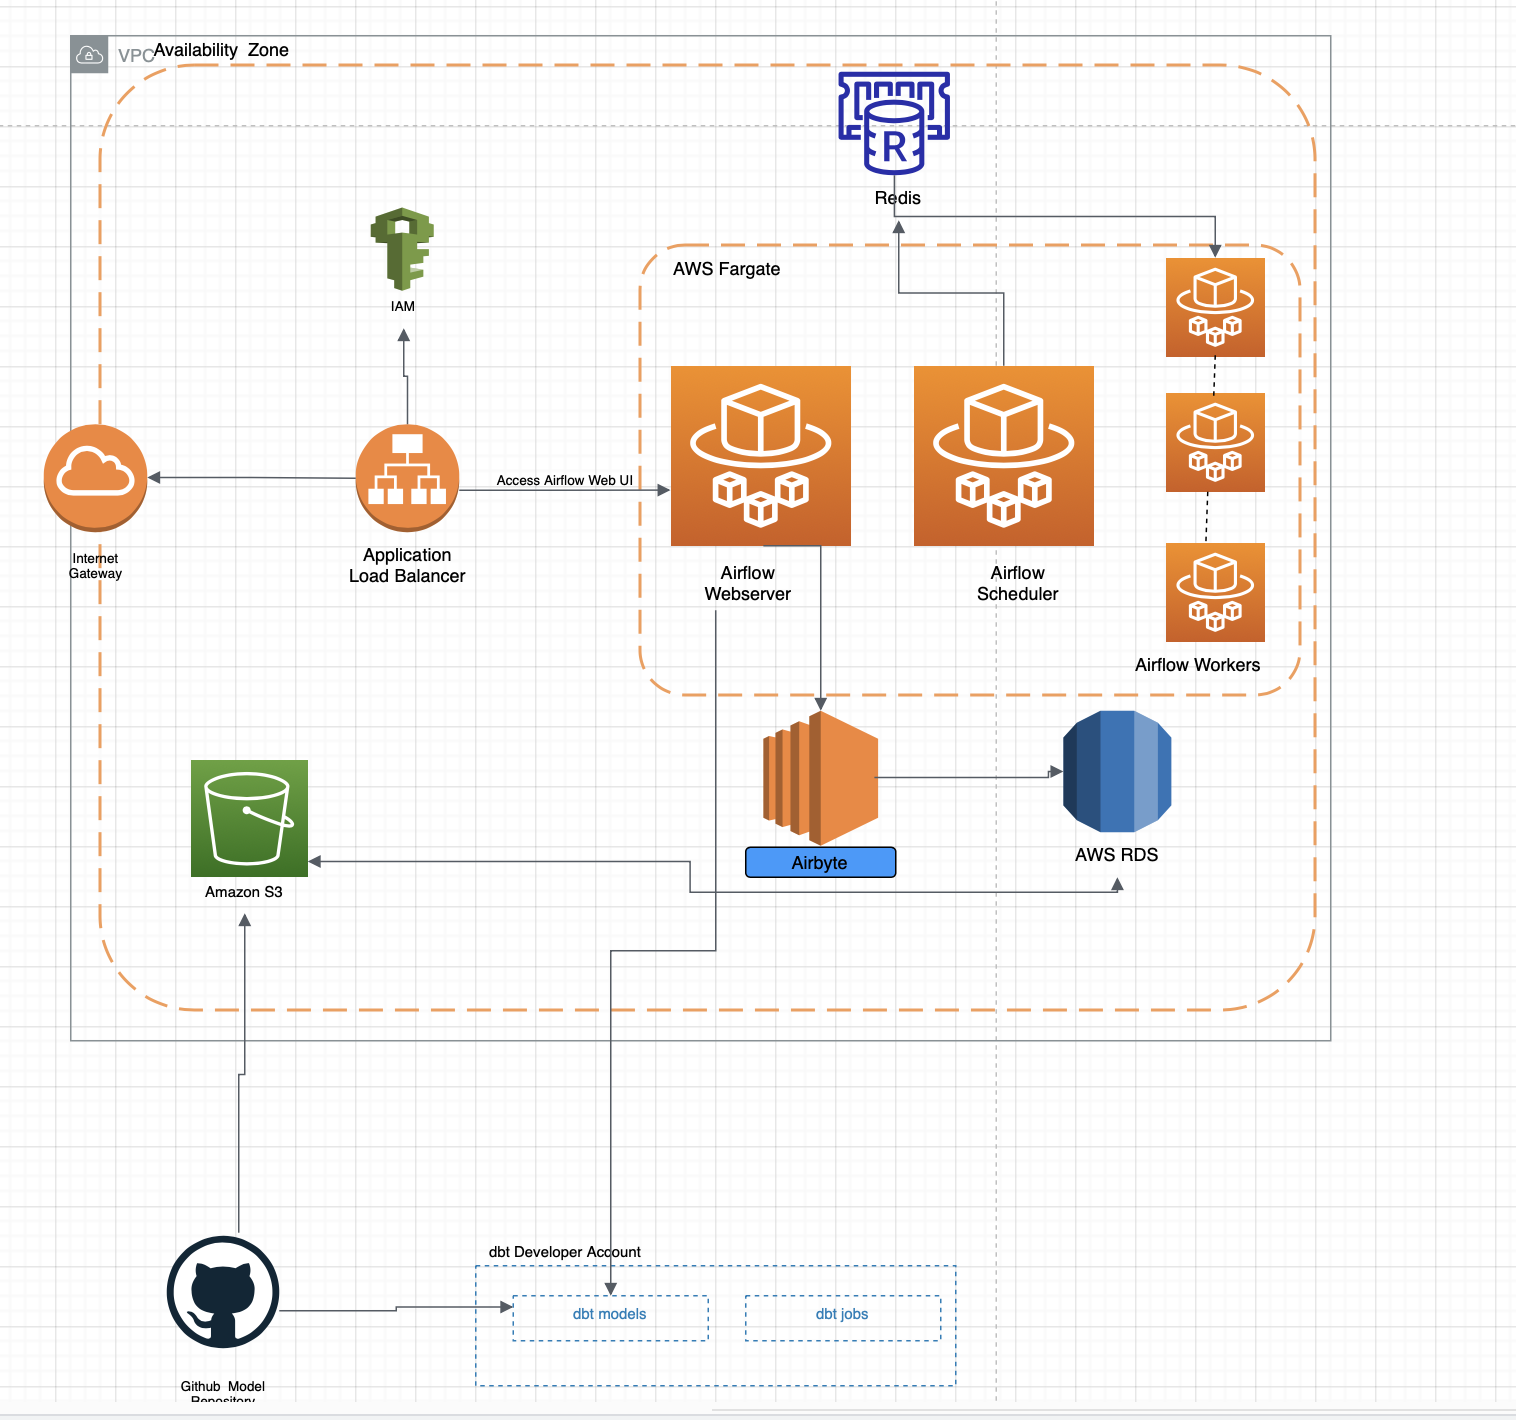 VPC
Availability Zone
R
Redis
AWS Fargate
IAM
Access Airflow Web UI
Internet
Gateway
Application
Load Balancer
Airflow
Webserver
Airflow
Scheduler
Airflow Workers
Airbyte
AWS RDS
Amazon S3
dbt Developer Account
dbt models
dbt jobs
Github Model
Repository